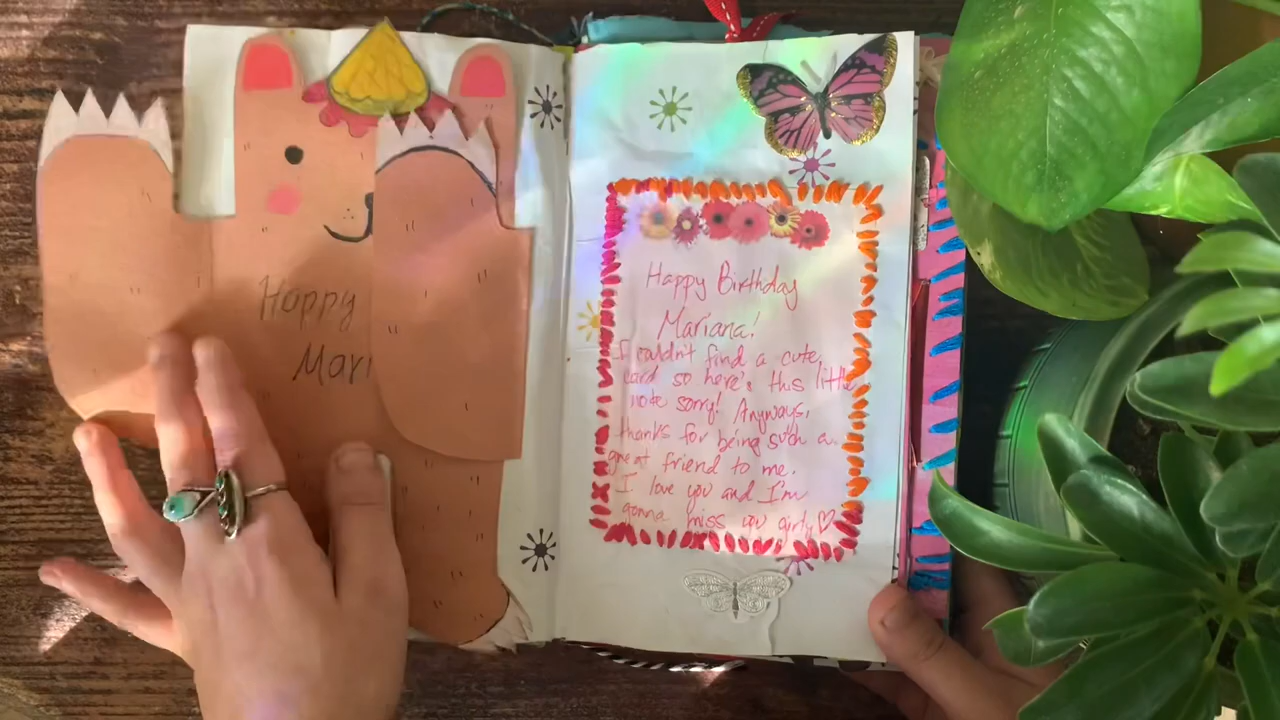 Happy
Mari
Happy Birthday
Mariana!
I couldn't find a cute
card so here's this little
note sorry! Anyways,
thanks for being such a
great friend to me.
I love you and I'm
gonna miss you girly♡